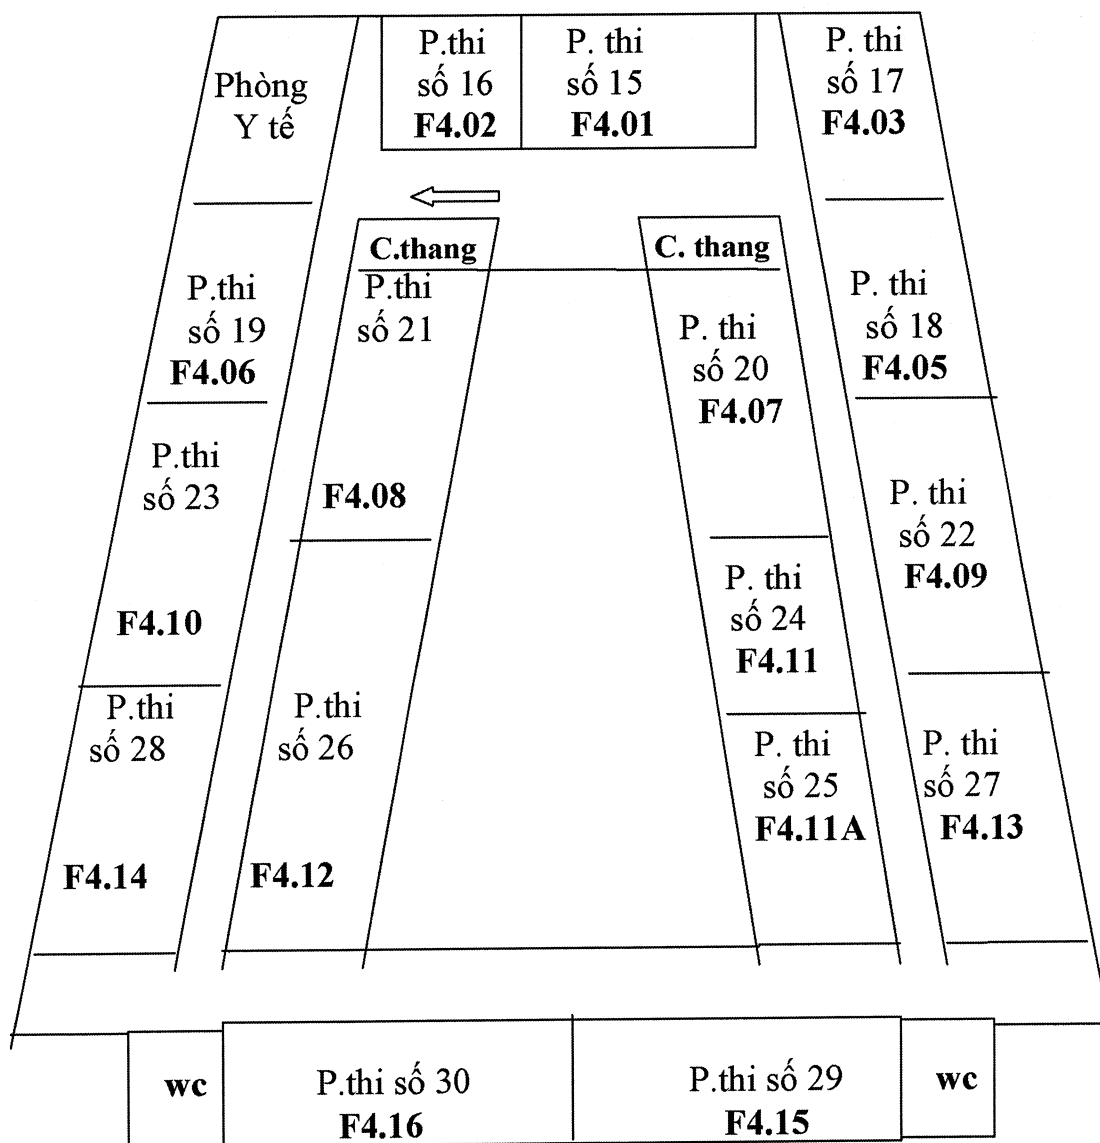 Phòng
Y tế
P.thi
số 16
F4.02
P. thi
số 15
F4.01
P. thi
số 17
F4.03
C.thang
C. thang
P.thi
số 19
F4.06
P.thi
số 21
F4.08
P. thi
số 20
F4.07
P. thi
số 18
F4.05
P.thi
số 23
F4.10
P. thi
số 24
F4.11
P. thi
số 22
F4.09
P.thi
số 28
F4.14
P.thi
số 26
F4.12
P. thi
số 25
F4.11A
P. thi
số 27
F4.13
wc
P.thi số 30
F4.16
P.thi số 29
F4.15
wc